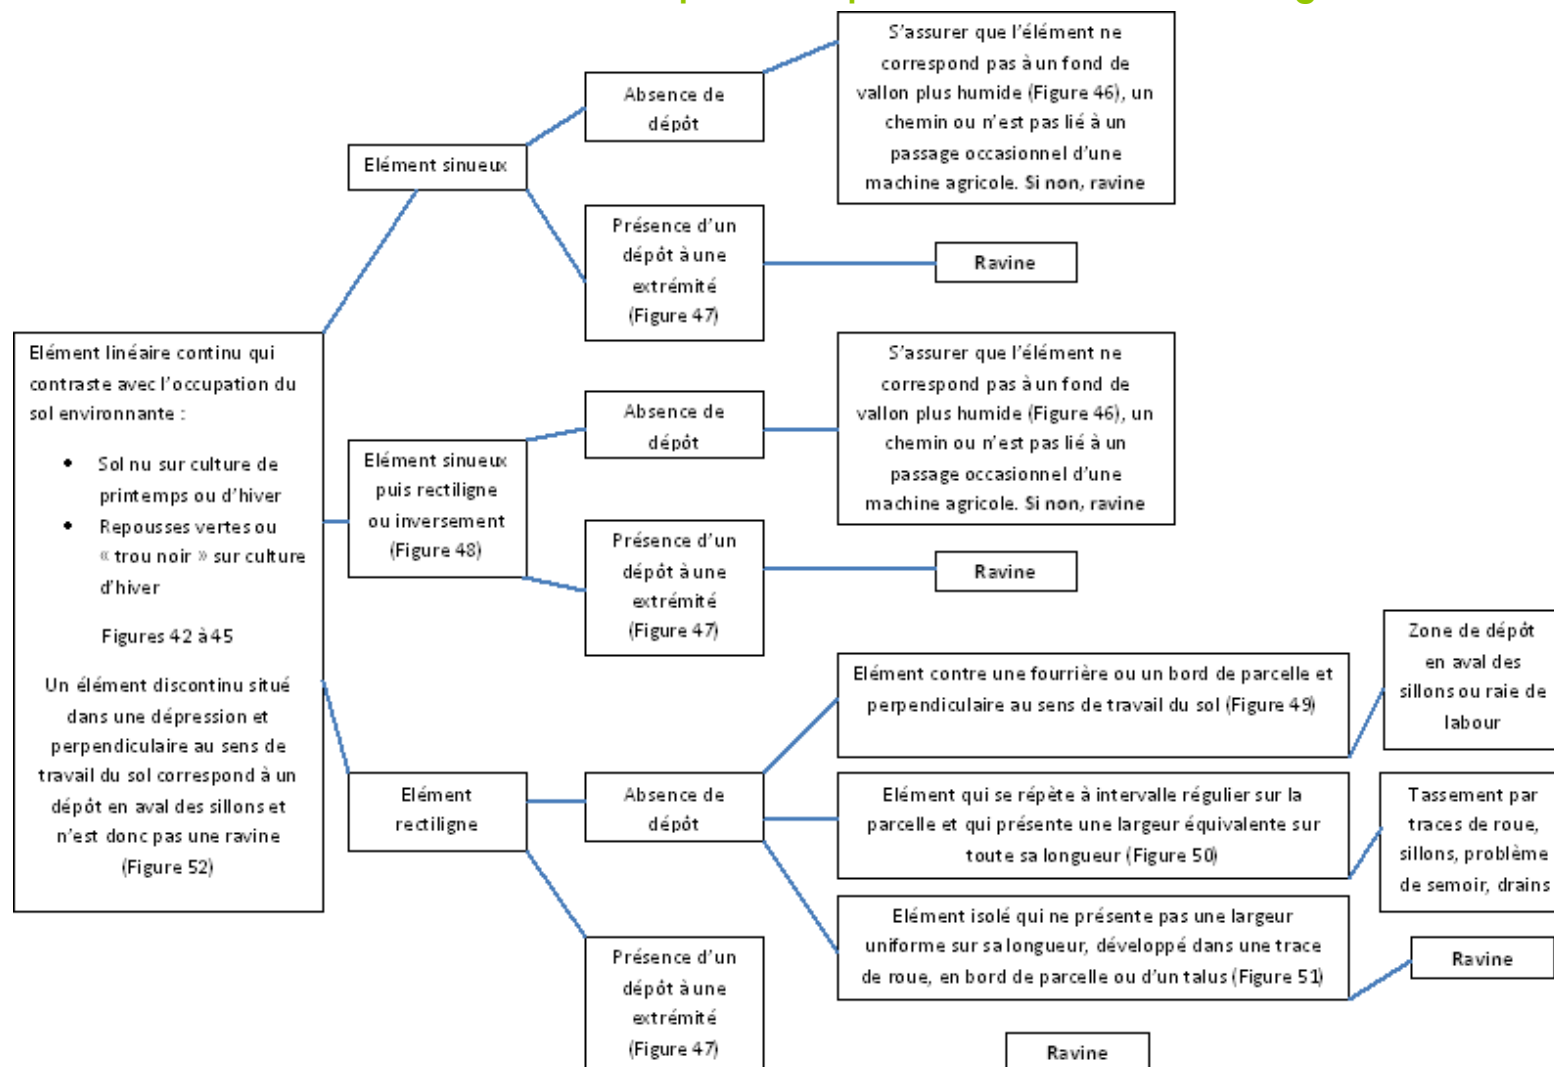 S'assurer que l'élément ne
correspond pas à un fond de
vallon plus humide (Figure 46), un
chemin ou n'est pas lié à un
passage occasionnel d'une
machine agricole. Si non, ravine
Absence de
dépôt
Elément sinueux
Présence d'un
dépôt à une
extrémité
(Figure 47)
Ravine
Elément linéaire continu qui
contraste avec l'occupation du
sol environnante :
• Sol nu sur culture de
printemps ou d'hiver
• Repousses vertes ou
« trou noir » sur culture
d'hiver
Figures 42 à 45
Un élément discontinu situé
dans une dépression et
perpendiculaire au sens de
travail du sol correspond à un
dépôt en aval des sillons et
n'est donc pas une ravine
(Figure 52)
Elément sinueux
puis rectiligne
ou inversement
(Figure 48)
Absence de
dépôt
S'assurer que l'élément ne
correspond pas à un fond de
vallon plus humide (Figure 46), un
chemin ou n'est pas lié à un
passage occasionnel d'une
machine agricole. Si non, ravine
Présence d'un
dépôt à une
extrémité
(Figure 47)
Ravine
Elément
rectiligne
Absence de
dépôt
Elément contre une fourrière ou un bord de parcelle et
perpendiculaire au sens de travail du sol (Figure 49)
Zone de dépôt
en aval des
sillons ou raie de
labour
Elément qui se répète à intervalle régulier sur la
parcelle et qui présente une largeur équivalente sur
toute sa longueur (Figure 50)
Tassement par
traces de roue,
sillons, problème
de semoir, drains
Elément isolé qui ne présente pas une largeur
uniforme sur sa longueur, développé dans une trace
de roue, en bord de parcelle ou d'un talus (Figure 51)
Ravine
Présence d'un
dépôt à une
extrémité
(Figure 47)
Ravine